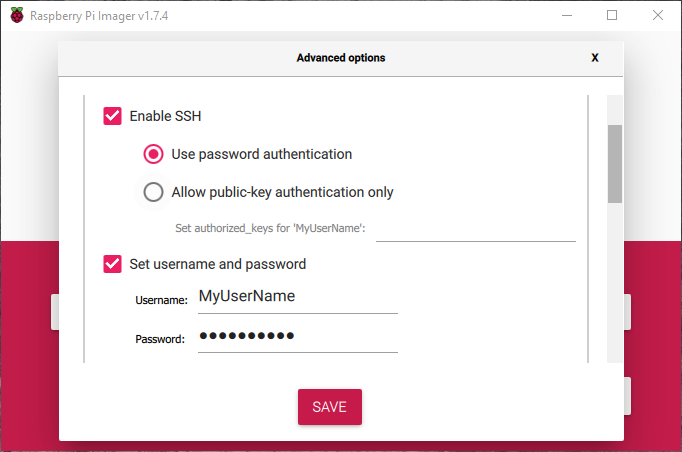 Raspberry Pi Imager v1.7.4
Advanced options X
Enable SSH
Use password authentication
Allow public-key authentication only
Set authorized_keys for 'MyUserName':
Set username and password
Username: MyUserName
Password: ●●●●●●●●●●
SAVE